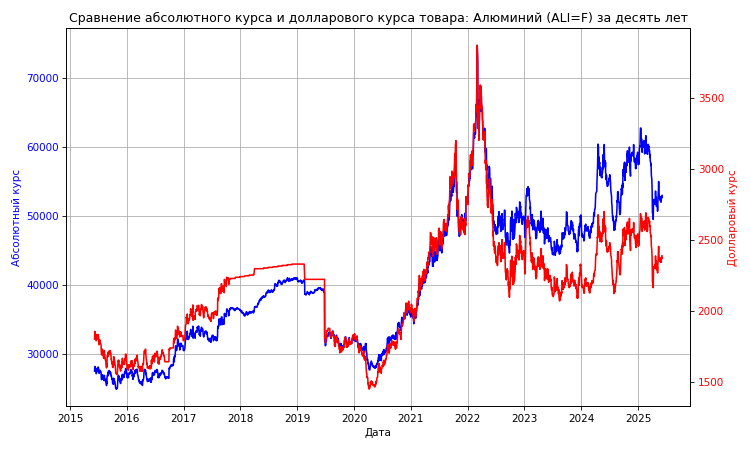 Сравнение абсолютного курса и долларового курса товара: Алюминий (ALI=F) за десять лет
Абсолютный курс
70000
60000
50000
40000
30000
3500
3000
2500
2000
1500
Долларовый курс
2015 2016 2017 2018 2019 2020 2021 2022 2023 2024 2025
Дата